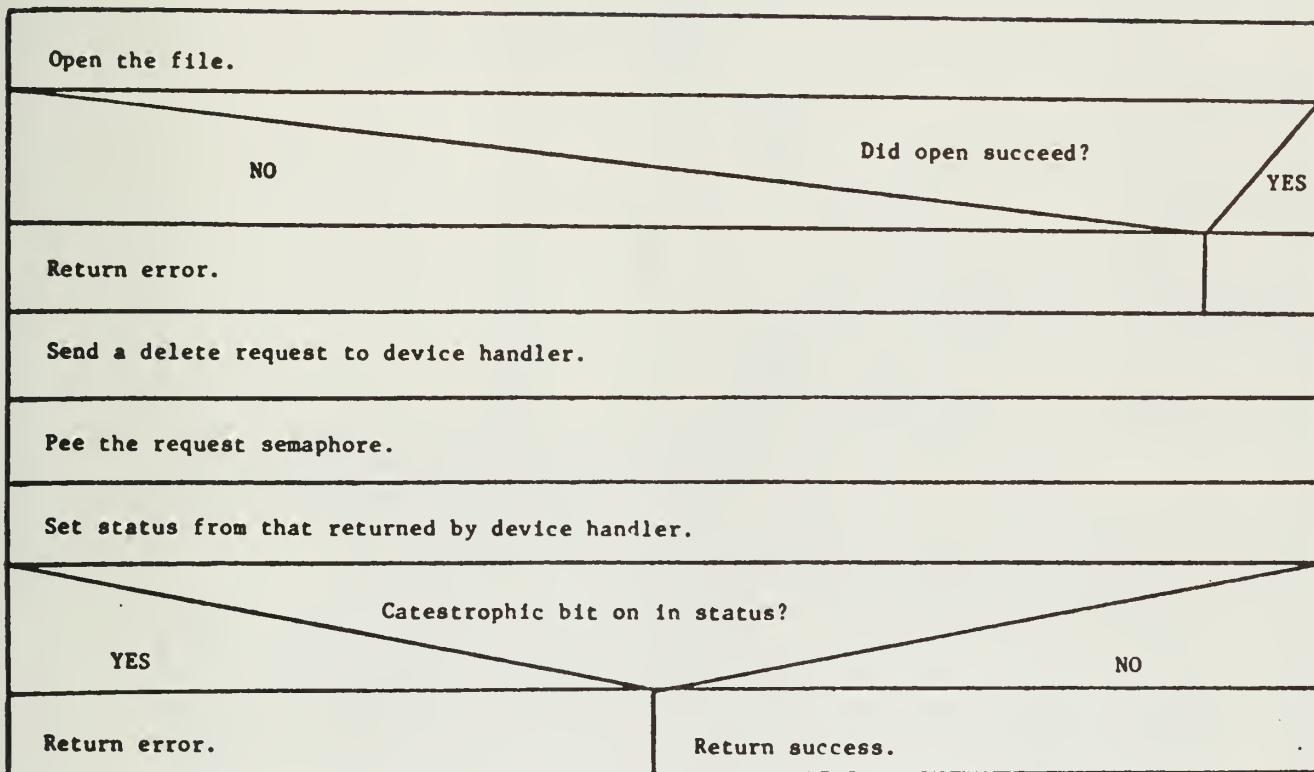 Open the file.
Did open succeed?
NO
YES
Return error.
Send a delete request to device handler.
Pee the request semaphore.
Set status from that returned by device handler.
Catestrophic bit on in status?
YES
NO
Return error.
Return success.